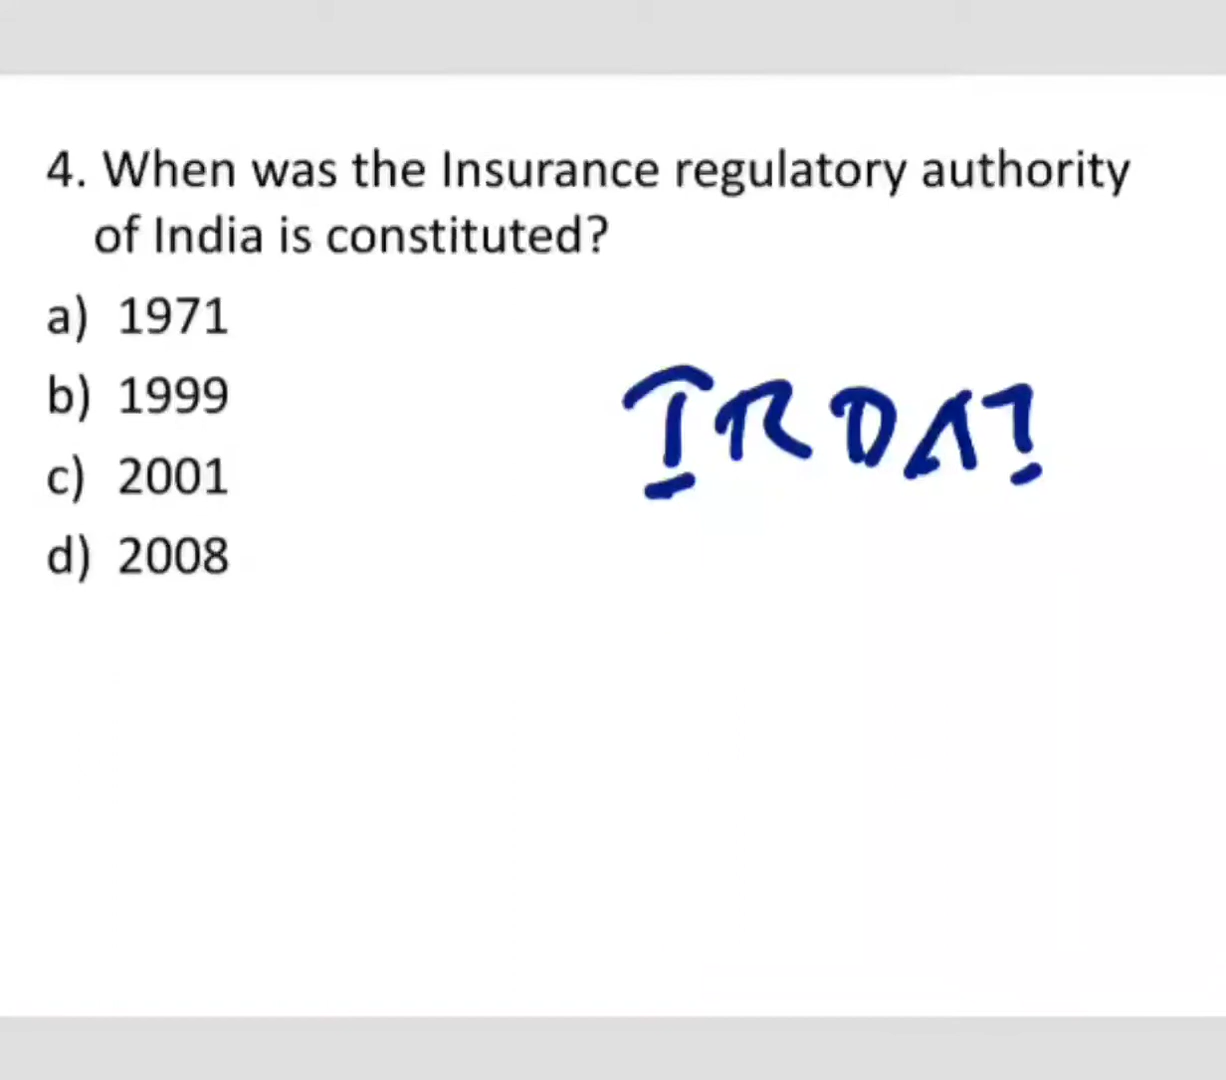 4. When was the Insurance regulatory authority
of India is constituted?
a) 1971
b) 1999
IRDAI
c) 2001
d) 2008